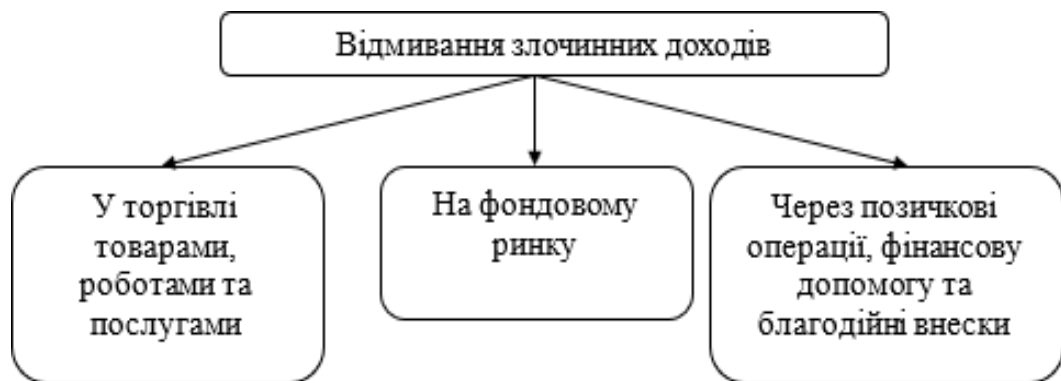 Відмивання злочинних доходів
У торгівлі
товарами,
роботами та
послугами
На фондовому
ринку
Через позичкові
операції, фінансову
допомогу та
благодійні внески